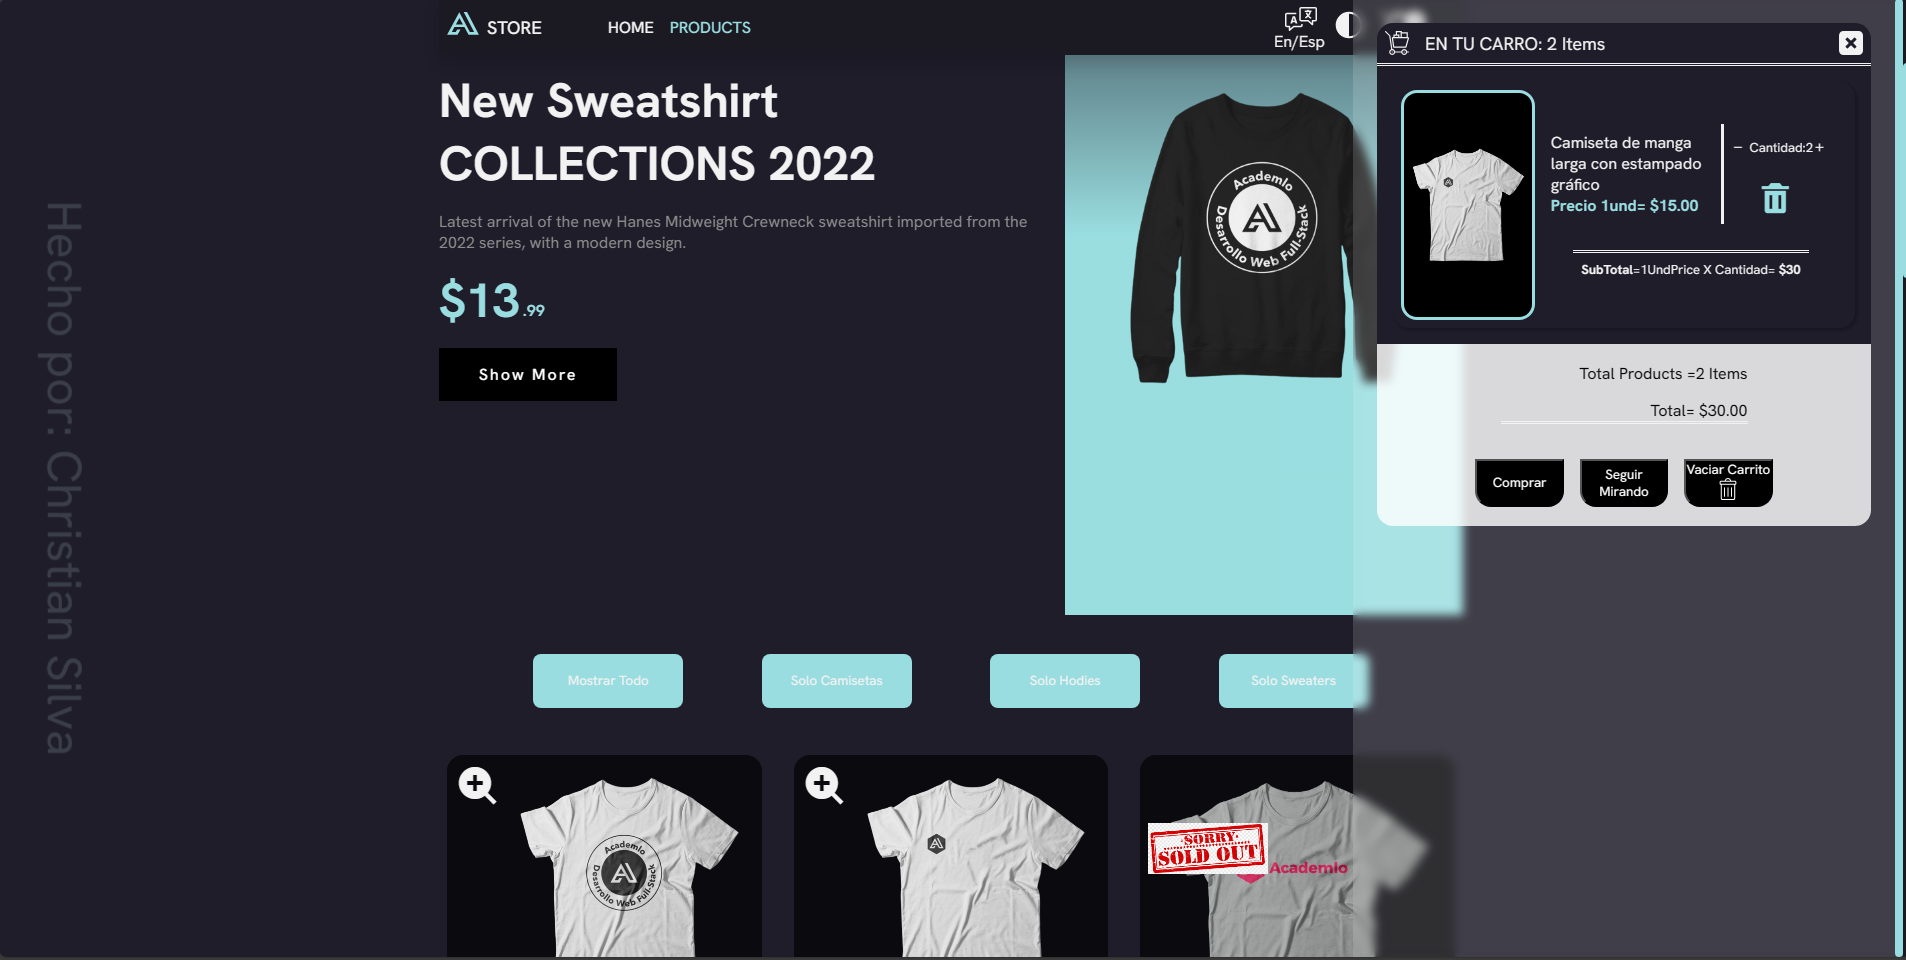 STORE
HOME
PRODUCTS
En/Esp
New Sweatshirt
COLLECTIONS 2022
Latest arrival of the new Hanes Midweight Crewneck sweatshirt imported from the
2022 series, with a modern design.
$13.99
Show More
Academlo
Desarrollo Web Full-Stack
Hecho por: Christian Silva
EN TU CARRO: 2 Items
Camiseta de manga
larga con estampado
gráfico
Precio 1und= $15.00
− Cantidad:2+
SubTotal=1UndPrice X Cantidad= $30
Total Products =2 Items
Total= $30.00
Comprar
Seguir
Mirando
Vaciar Carrito
Mostrar Todo
Solo Camisetas
Solo Hodies
Solo Sweaters
Academlo
Desarrollo Web Full-Stack
·SORRY·
SOLD OUT
Academlo